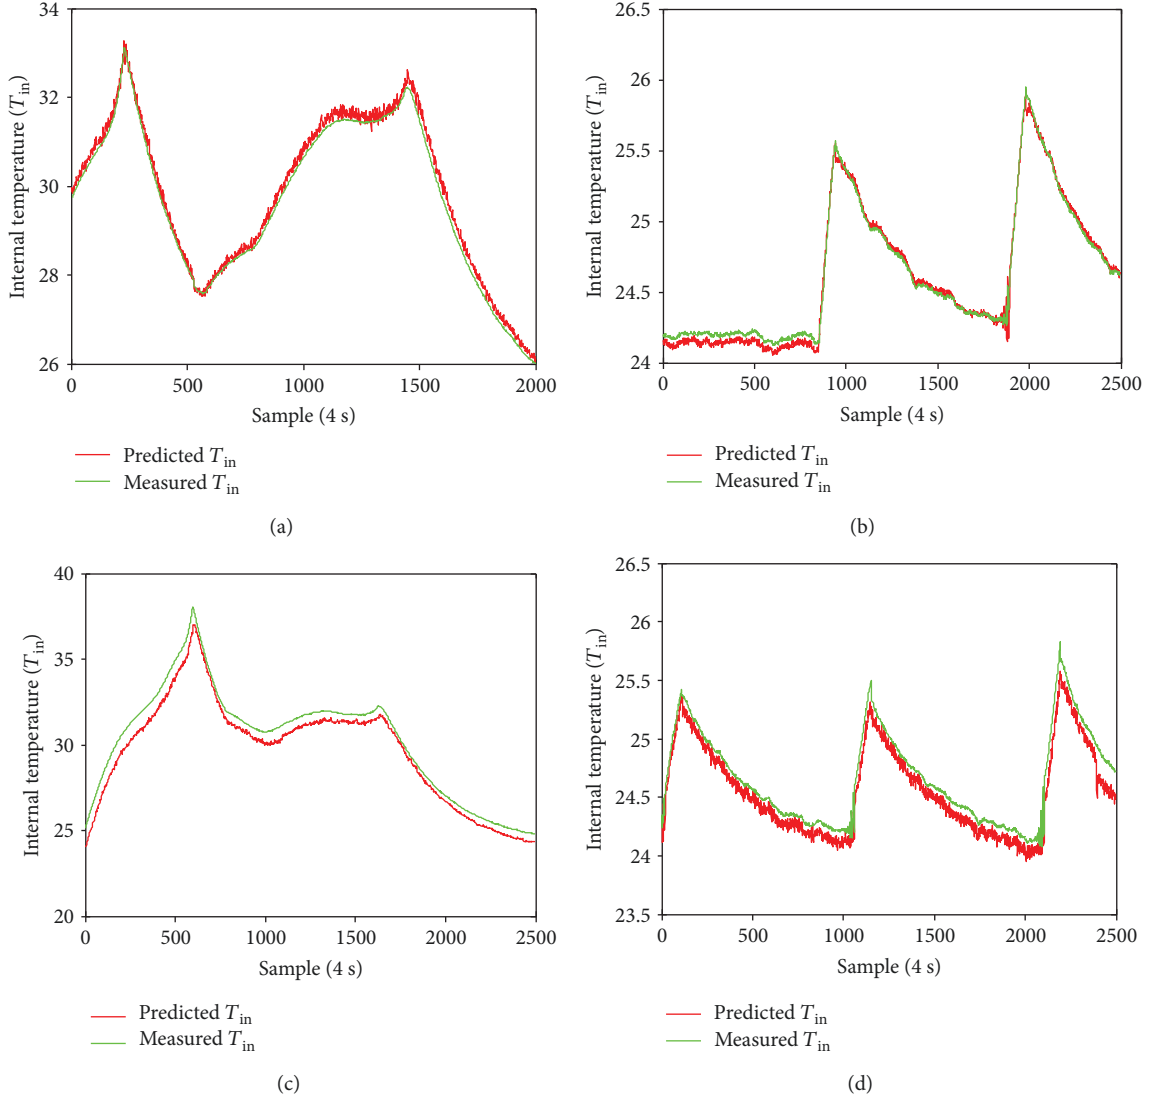 34
32
30
28
26
Internal temperature (T_in)
0 500 1000 1500 2000
Sample (4 s)
Predicted T_in
Measured T_in
(a)
26.5
26
25.5
25
24.5
24
Internal temperature (T_in)
0 500 1000 1500 2000 2500
Sample (4 s)
Predicted T_in
Measured T_in
(b)
40
35
30
25
20
Internal temperature (T_in)
0 500 1000 1500 2000 2500
Sample (4 s)
Predicted T_in
Measured T_in
(c)
26.5
26
25.5
25
24.5
24
23.5
Internal temperature (T_in)
0 500 1000 1500 2000 2500
Sample (4 s)
Predicted T_in
Measured T_in
(d)